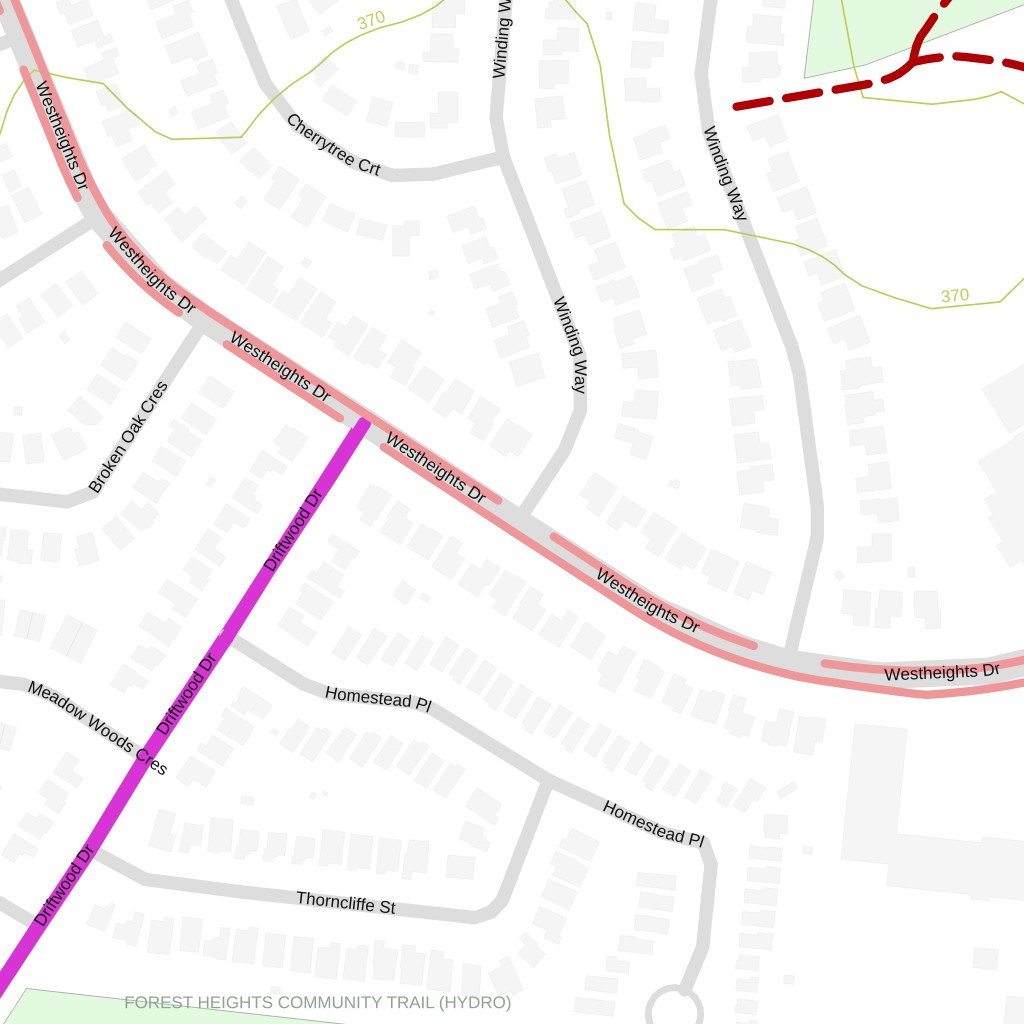 370
Winding W
Westheights Dr
Cherrytree Crt
Winding Way
Westheights Dr
370
Winding Way
Westheights Dr
Broken Oak Cres
Westheights Dr
Driftwood Dr
Westheights Dr
Westheights Dr
Driftwood Dr
Homestead Pl
Meadow Woods Cres
Homestead Pl
Driftwood Dr
Thorncliffe St
FOREST HEIGHTS COMMUNITY TRAIL (HYDRO)